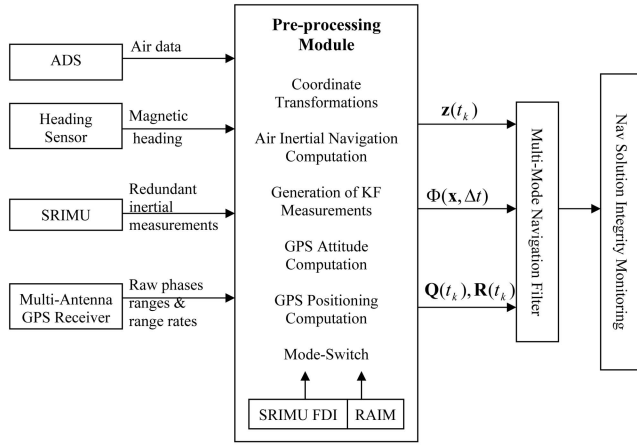 ADS
Air data
Heading
Sensor
Magnetic
heading
SRIMU
Redundant
inertial
measurements
Multi-Antenna
GPS Receiver
Raw phases
ranges &
range rates
Pre-processing
Module
Coordinate
Transformations
Air Inertial Navigation
Computation
Generation of KF
Measurements
GPS Attitude
Computation
GPS Positioning
Computation
Mode-Switch
SRIMU FDI
RAIM
z(t_k)
Φ(x, Δt)
Q(t_k), R(t_k)
Multi-Mode Navigation
Filter
Nav Solution Integrity Monitoring